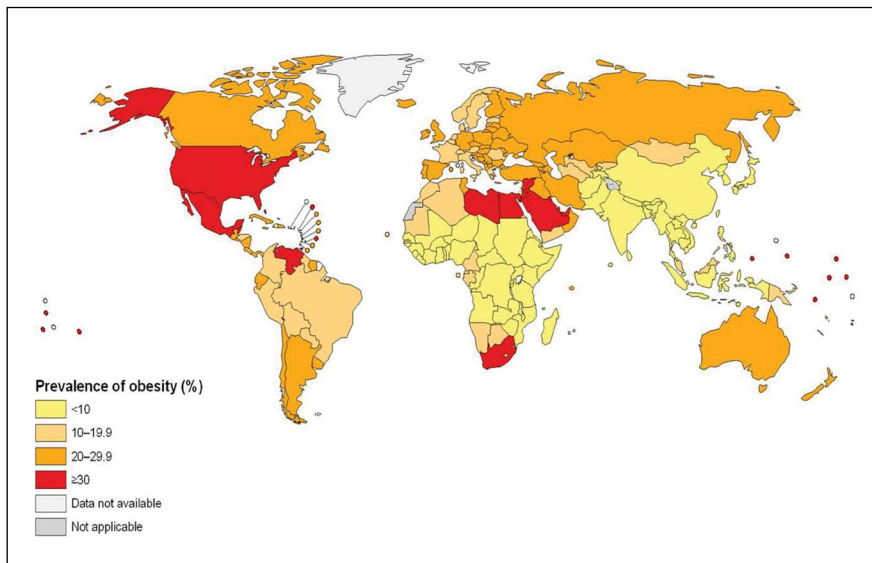 Prevalence of obesity (%)
<10
10–19.9
20–29.9
≥30
Data not available
Not applicable